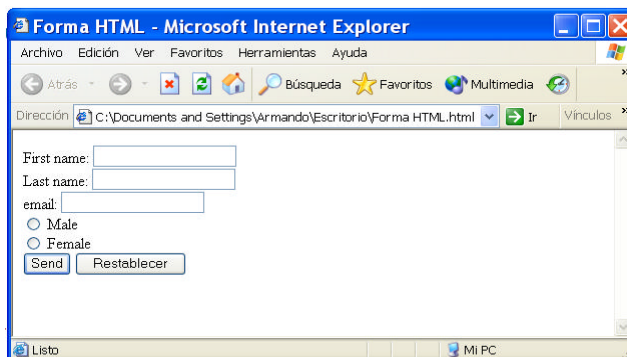 Forma HTML - Microsoft Internet Explorer
Archivo Edición Ver Favoritos Herramientas Ayuda
Atrás Búsqueda Favoritos Multimedia »
Dirección C:\Documents and Settings\Armando\Escritorio\Forma HTML.html Ir Vínculos »
First name:
Last name:
email:
Male
Female
Send Restablecer
Listo Mi PC